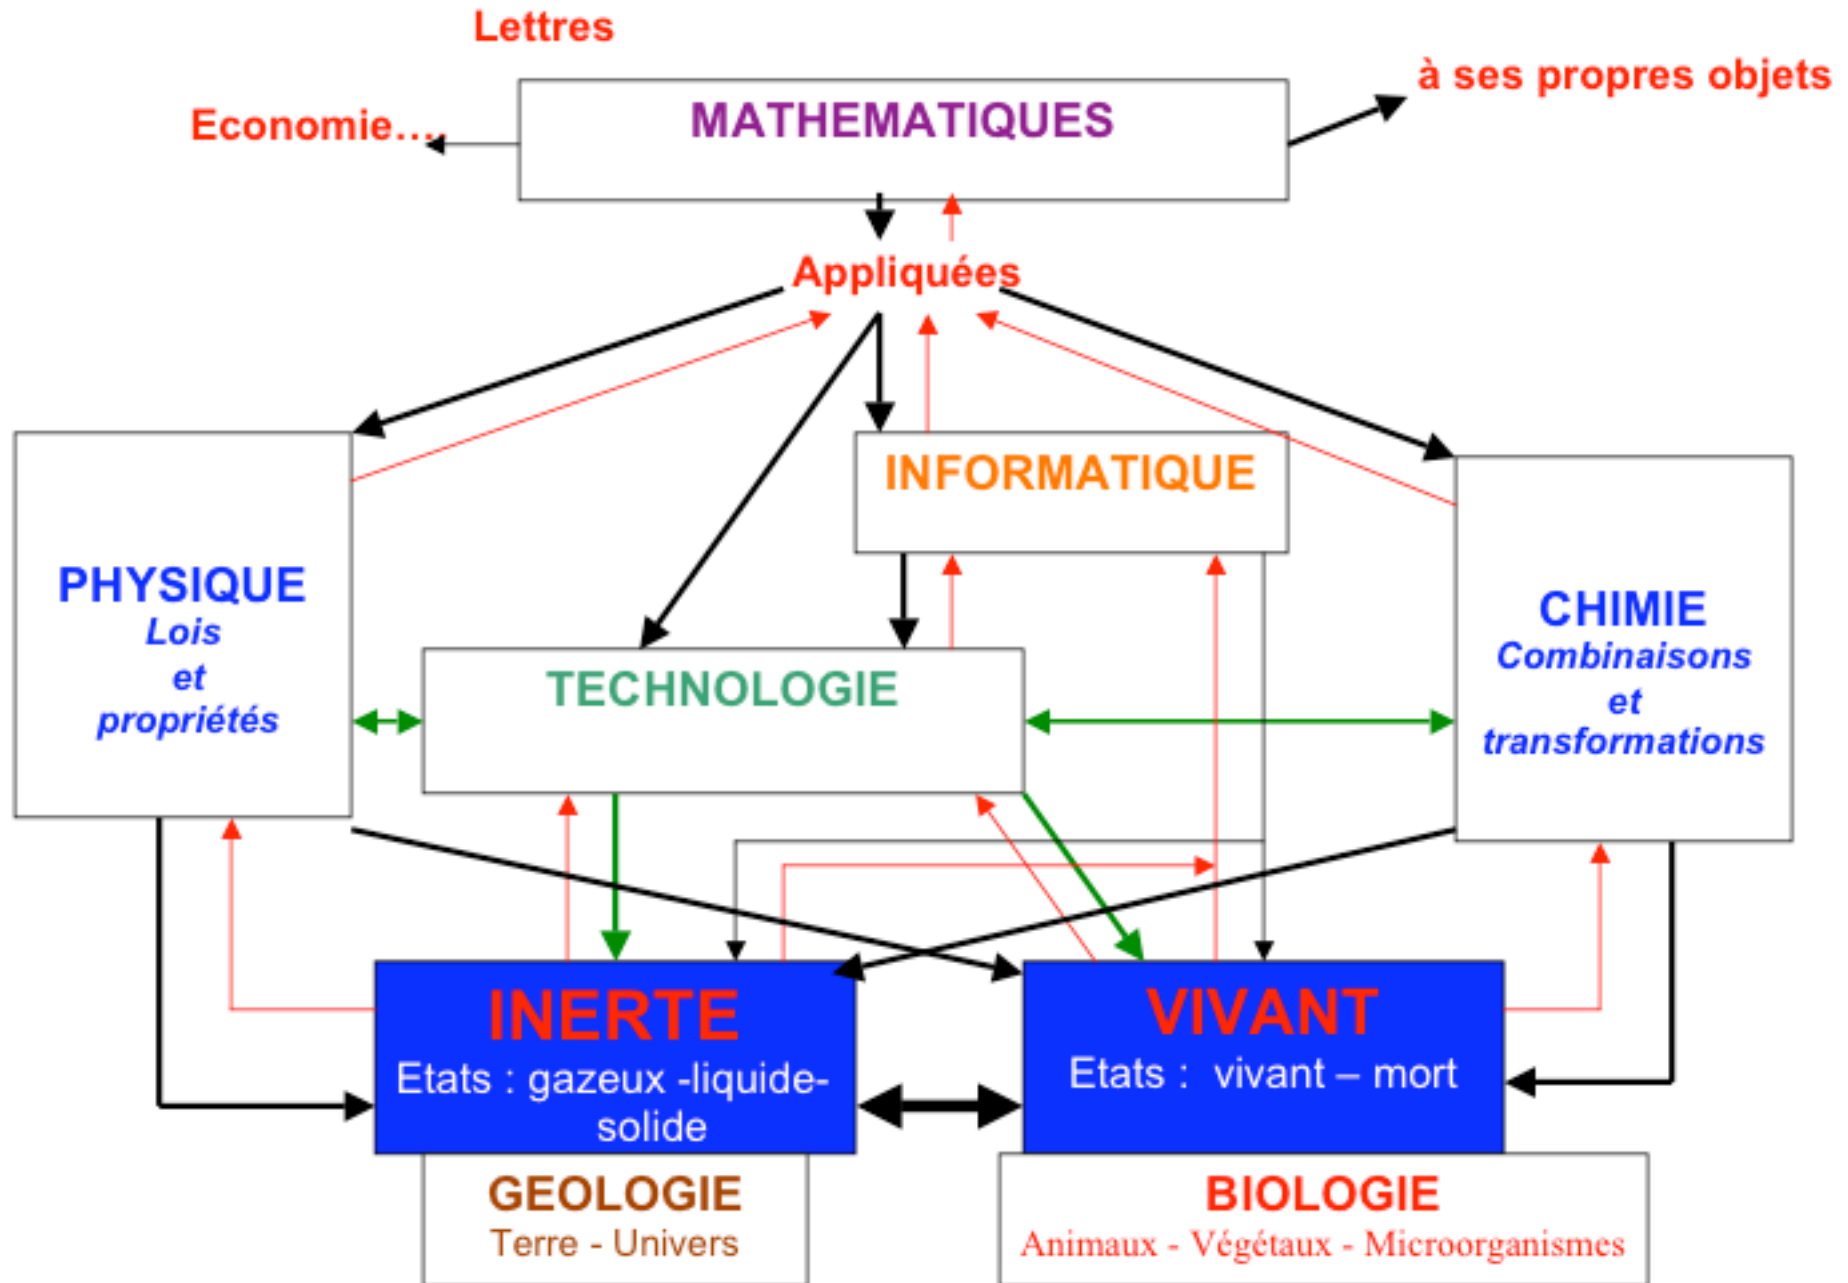 Lettres
à ses propres objets
Economie....
MATHEMATIQUES
Appliquées
INFORMATIQUE
PHYSIQUE
Lois
et
propriétés
CHIMIE
Combinaisons
et
transformations
TECHNOLOGIE
INERTE
Etats : gazeux -liquide-
solide
VIVANT
Etats : vivant – mort
GEOLOGIE
Terre - Univers
BIOLOGIE
Animaux - Végétaux - Microorganismes